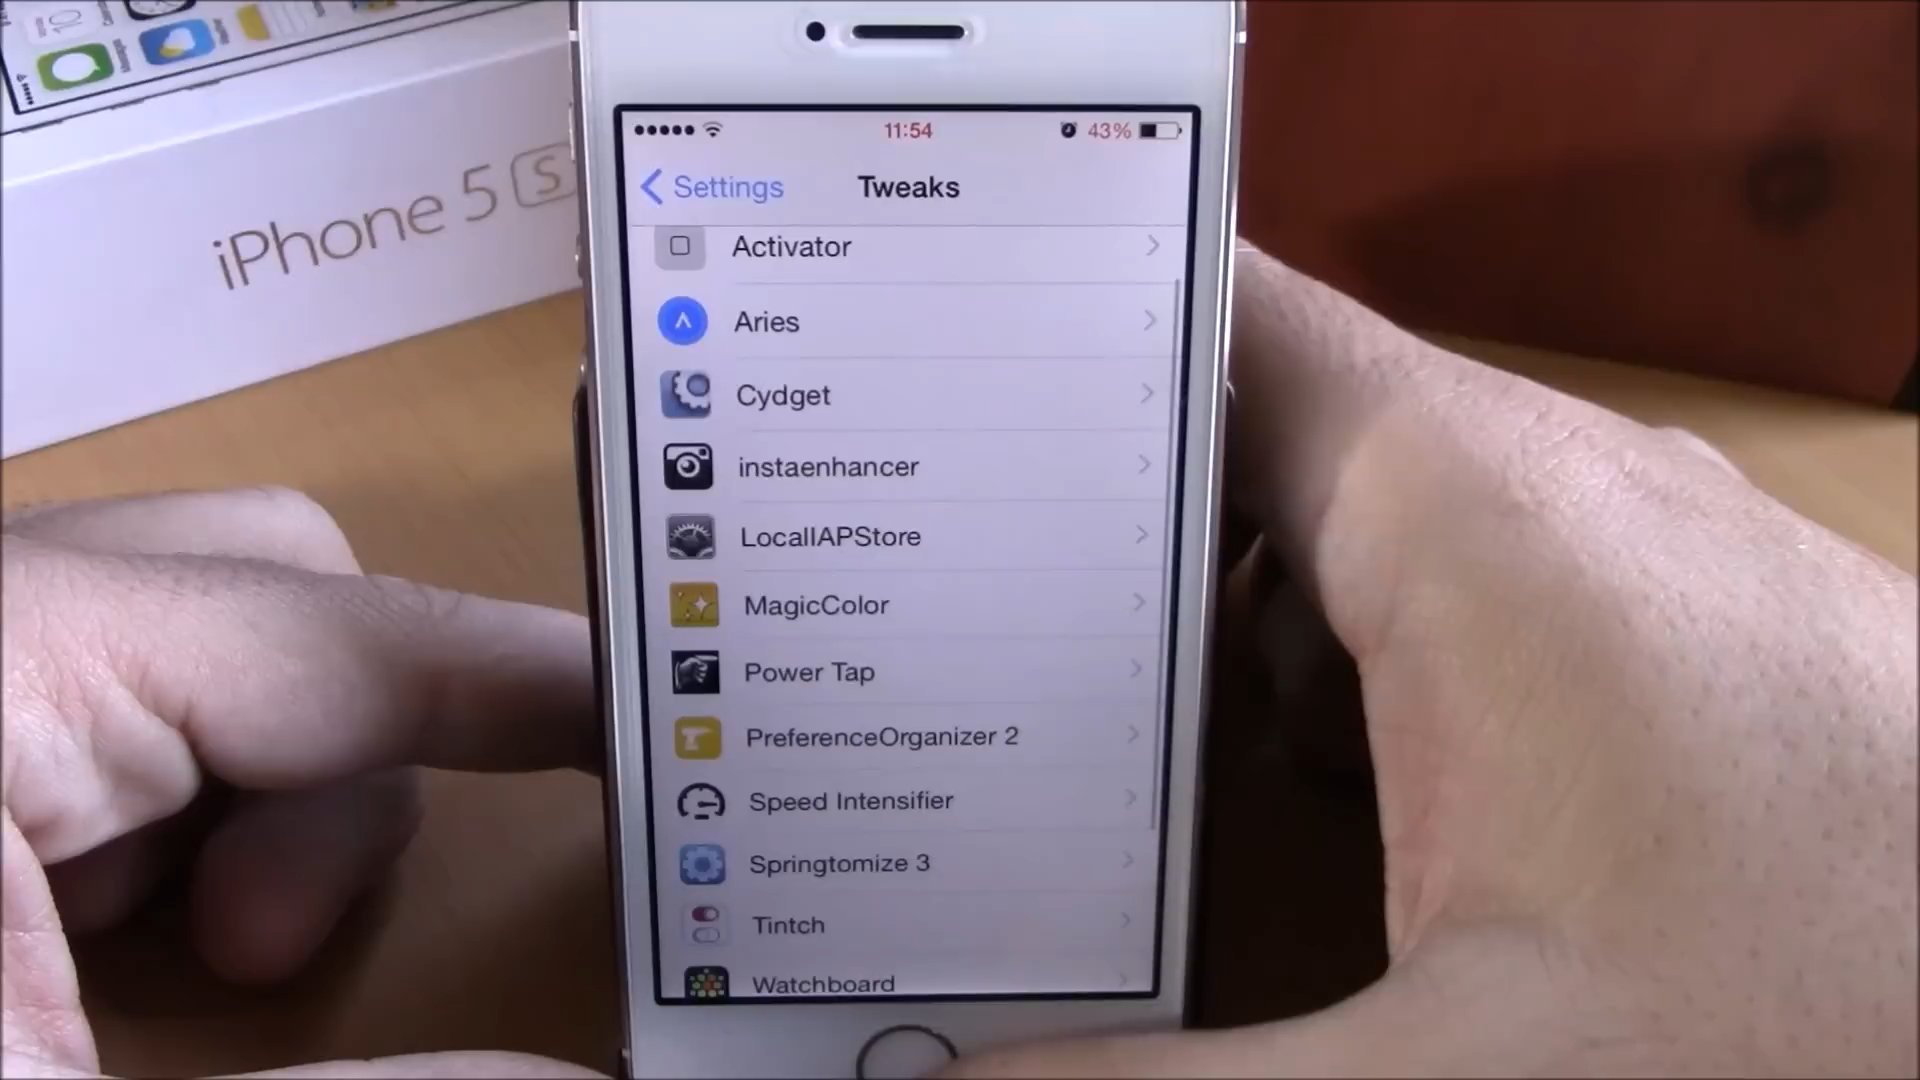 iPhone 5 S
11:54
43%
Settings
Tweaks
Activator
Aries
Cydget
instaenhancer
LocalIAPStore
MagicColor
Power Tap
PreferenceOrganizer 2
Speed Intensifier
Springtomize 3
Tintch
Watchboard